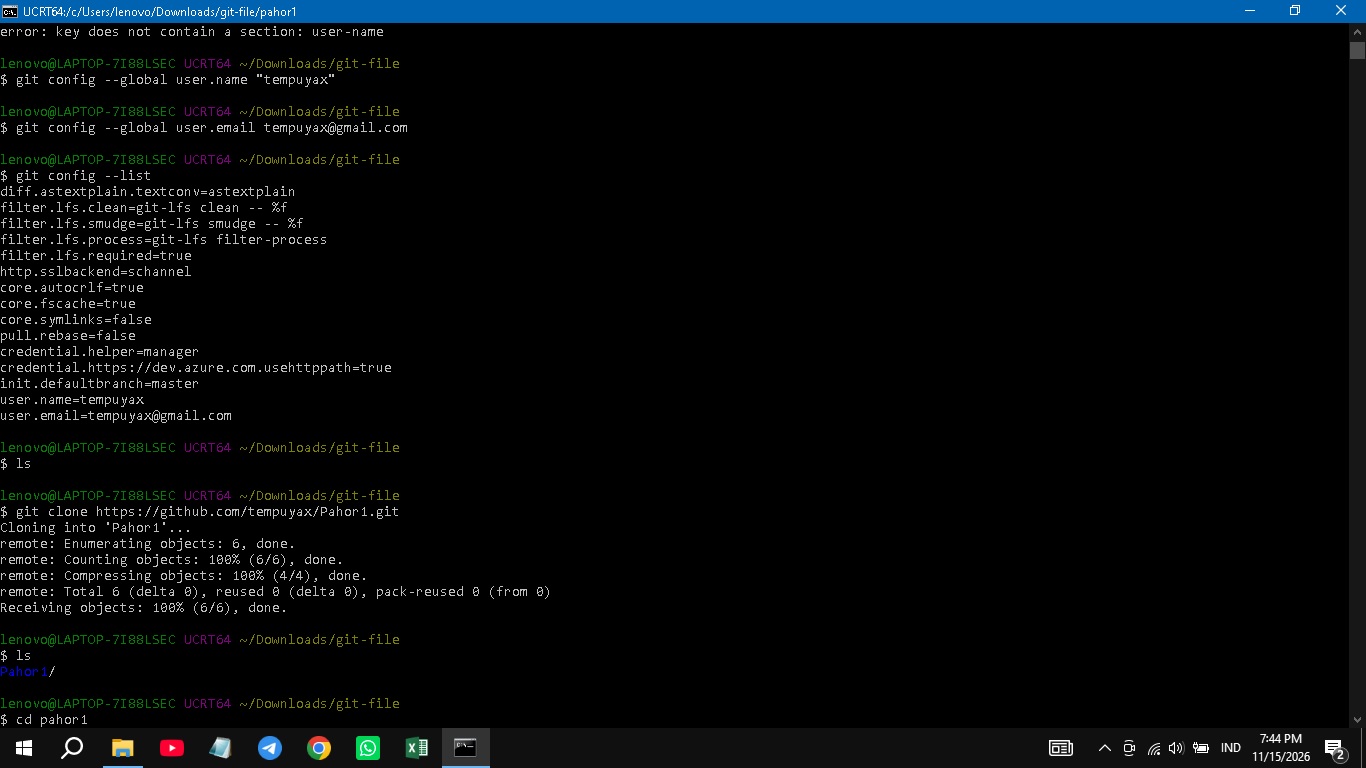 UCRT64:/c/Users/lenovo/Downloads/git-file/pahor1
error: key does not contain a section: user-name
lenovo@LAPTOP-7I88LSEC UCRT64 ~/Downloads/git-file
$ git config --global user.name "tempuyax"
lenovo@LAPTOP-7I88LSEC UCRT64 ~/Downloads/git-file
$ git config --global user.email tempuyax@gmail.com
lenovo@LAPTOP-7I88LSEC UCRT64 ~/Downloads/git-file
$ git config --list
diff.astextplain.textconv=astextplain
filter.lfs.clean=git-lfs clean -- %f
filter.lfs.smudge=git-lfs smudge -- %f
filter.lfs.process=git-lfs filter-process
filter.lfs.required=true
http.sslbackend=schannel
core.autocrlf=true
core.fscache=true
core.symlinks=false
pull.rebase=false
credential.helper=manager
credential.https://dev.azure.com.usehttppath=true
init.defaultbranch=master
user.name=tempuyax
user.email=tempuyax@gmail.com
lenovo@LAPTOP-7I88LSEC UCRT64 ~/Downloads/git-file
$ ls
lenovo@LAPTOP-7I88LSEC UCRT64 ~/Downloads/git-file
$ git clone https://github.com/tempuyax/Pahor1.git
Cloning into 'Pahor1'...
remote: Enumerating objects: 6, done.
remote: Counting objects: 100% (6/6), done.
remote: Compressing objects: 100% (4/4), done.
remote: Total 6 (delta 0), reused 0 (delta 0), pack-reused 0 (from 0)
Receiving objects: 100% (6/6), done.
lenovo@LAPTOP-7I88LSEC UCRT64 ~/Downloads/git-file
$ ls
Pahor1/
lenovo@LAPTOP-7I88LSEC UCRT64 ~/Downloads/git-file
$ cd pahor1
IND
7:44 PM
11/15/2026
2